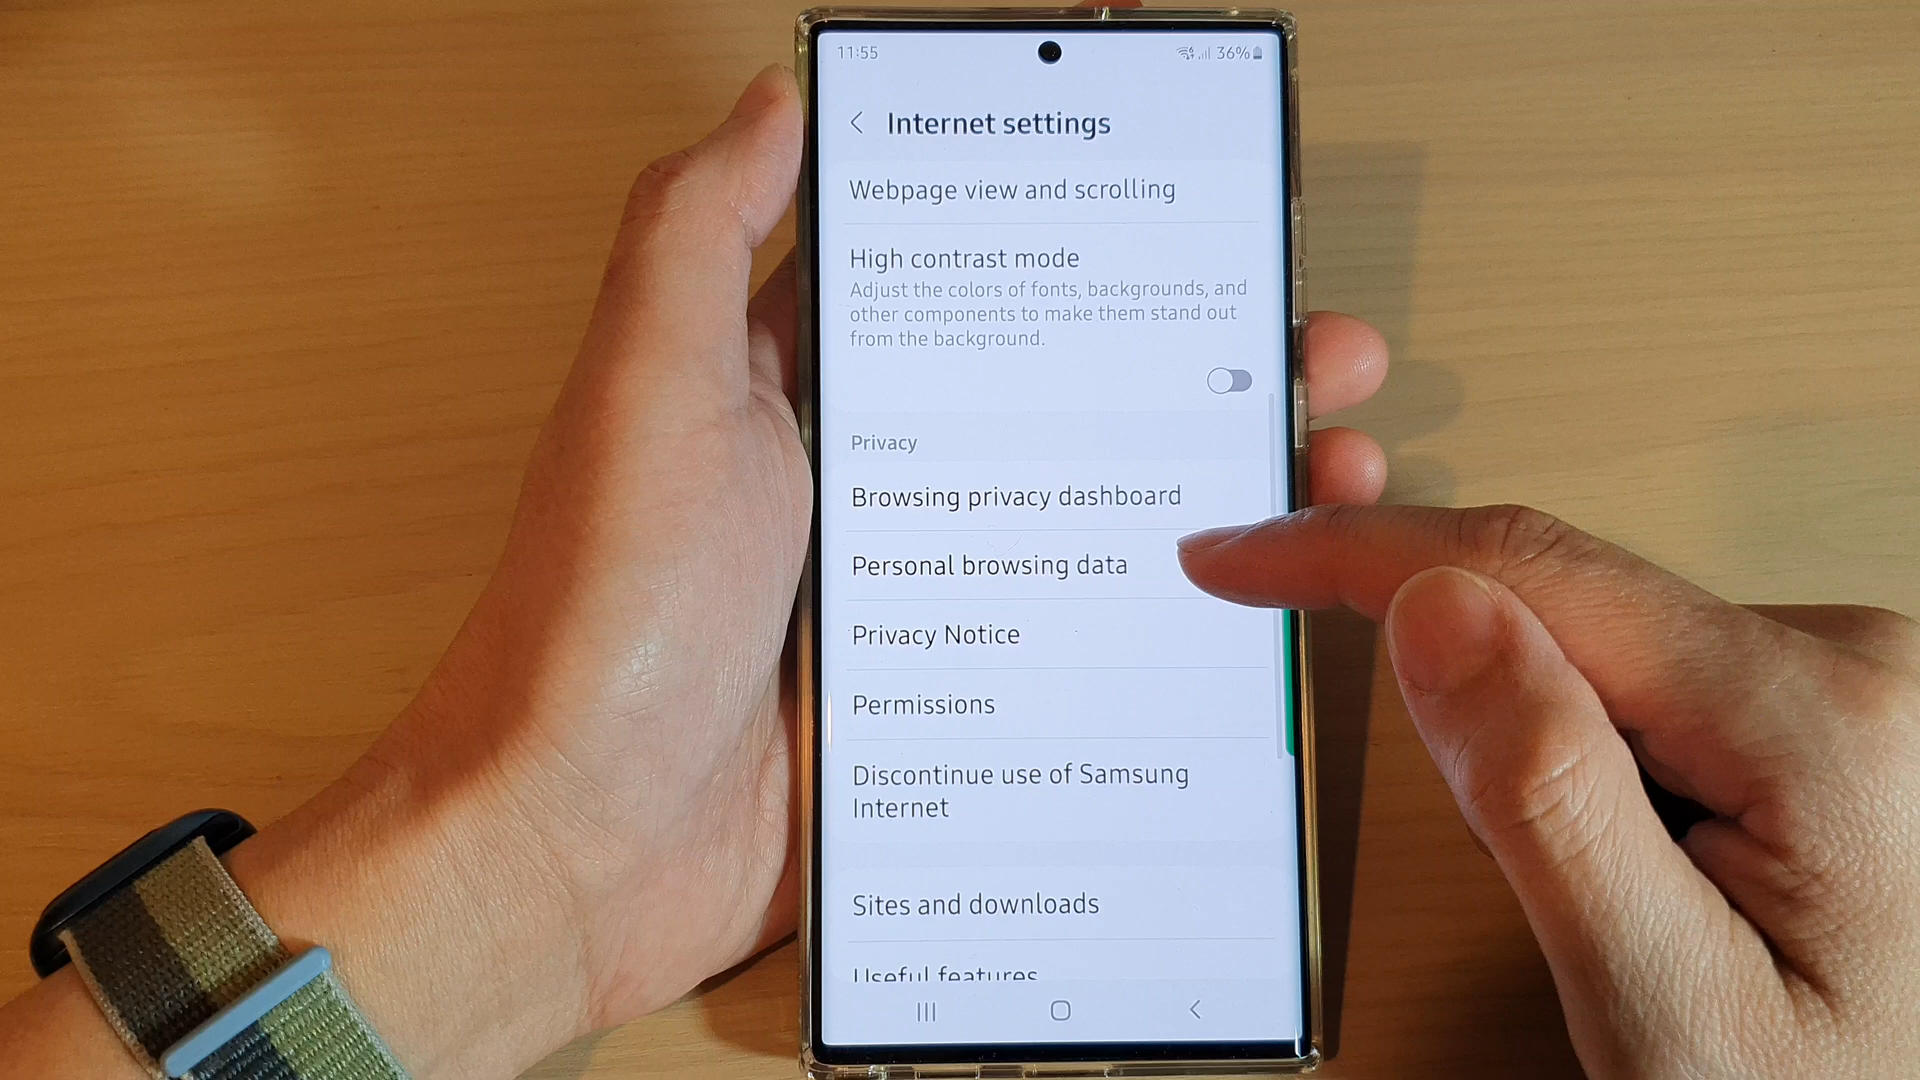 11:55
36%
Internet settings
Webpage view and scrolling
High contrast mode
Adjust the colors of fonts, backgrounds, and
other components to make them stand out
from the background.
Privacy
Browsing privacy dashboard
Personal browsing data
Privacy Notice
Permissions
Discontinue use of Samsung
Internet
Sites and downloads
Useful features